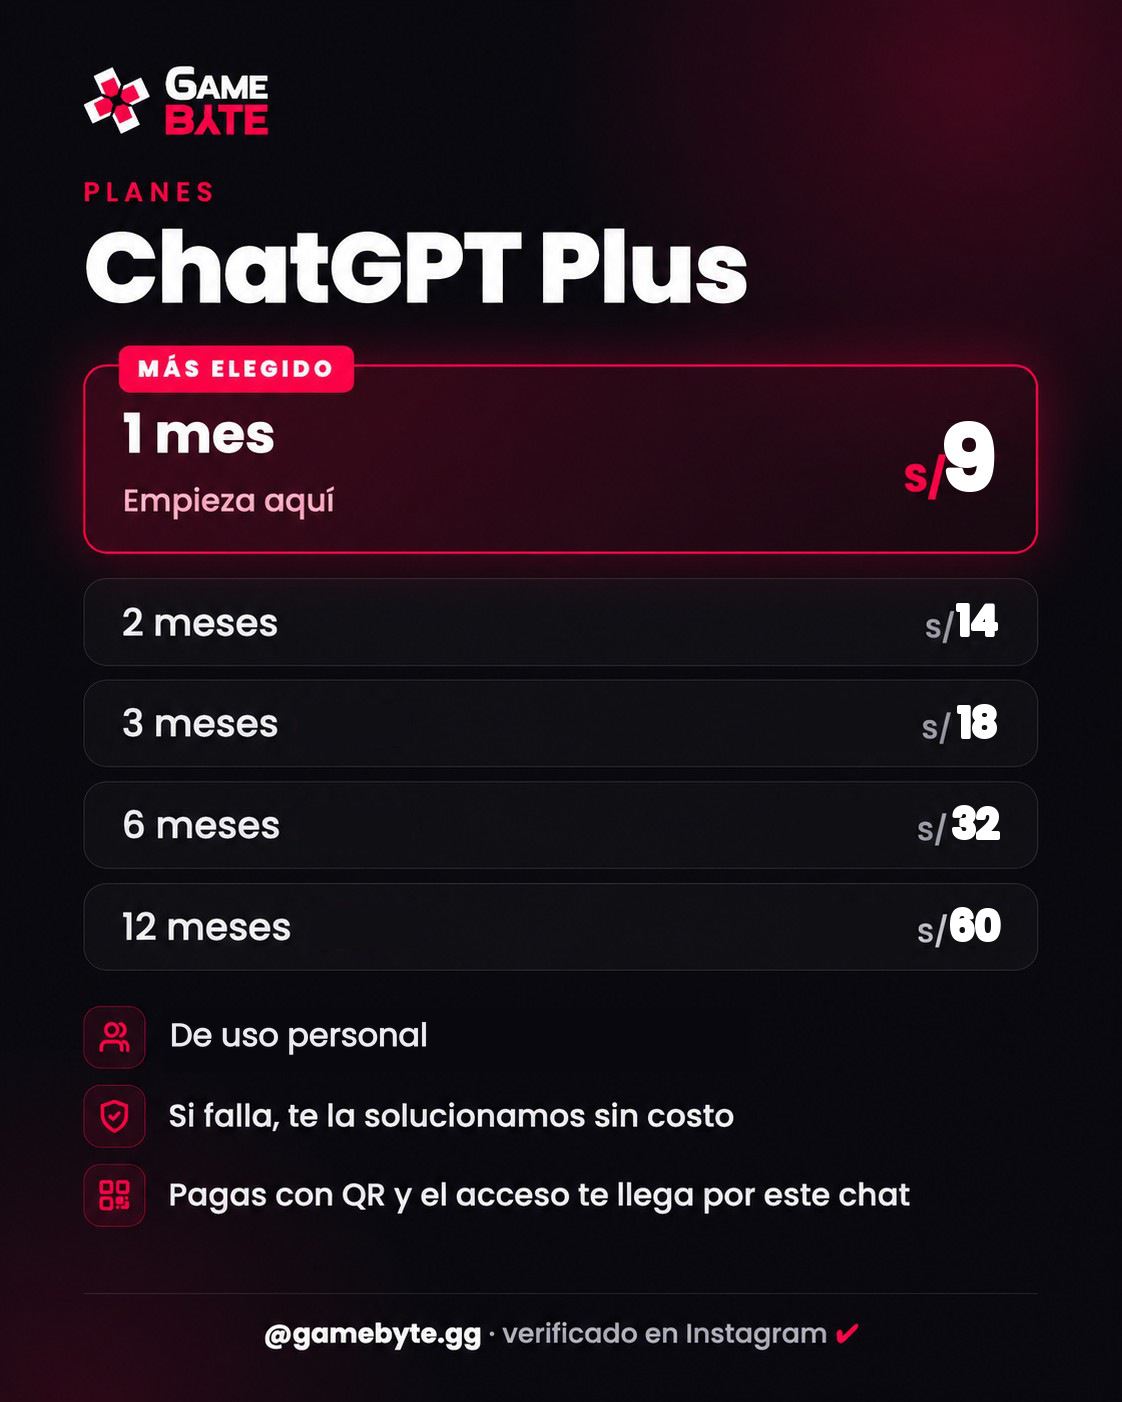 GAME
BYTE
PLANES
ChatGPT Plus
MÁS ELEGIDO
1 mes
s/9
Empieza aquí
2 meses s/14
3 meses s/18
6 meses s/32
12 meses s/60
De uso personal
Si falla, te la solucionamos sin costo
Pagas con QR y el acceso te llega por este chat
@gamebyte.gg · verificado en Instagram ✔